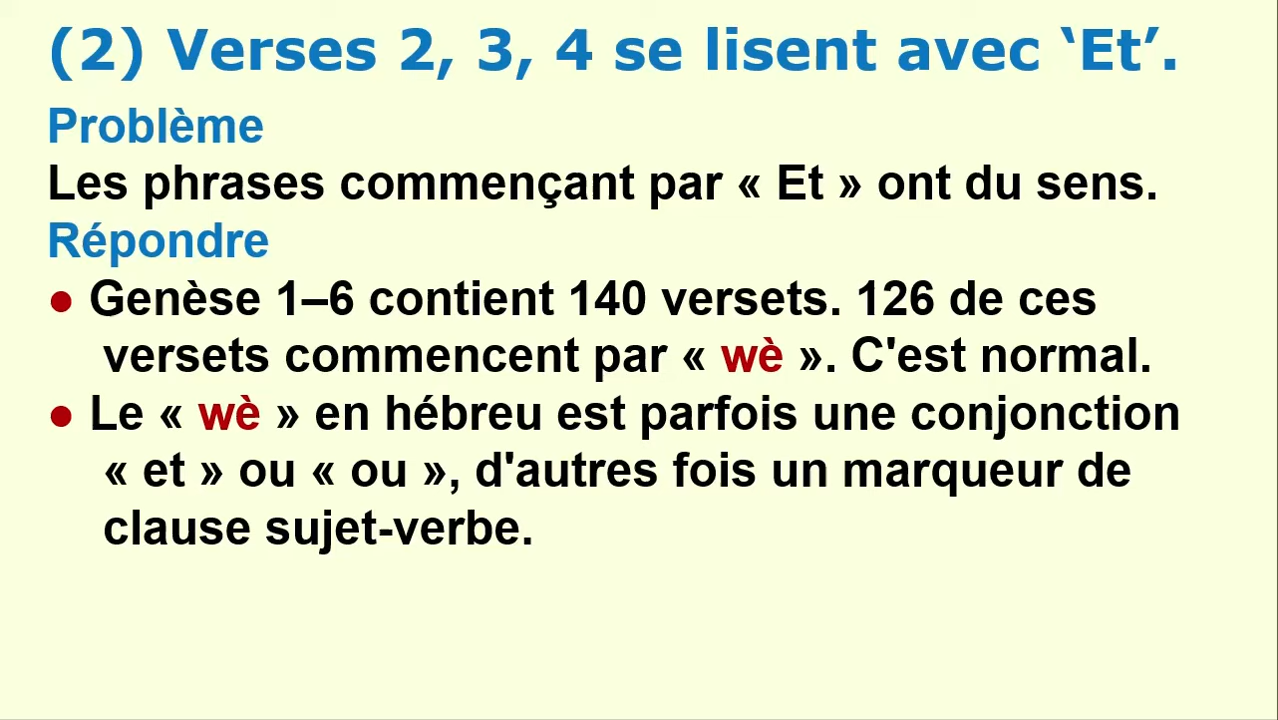 (2) Verses 2, 3, 4 se lisent avec ‘Et’.
Problème
Les phrases commençant par « Et » ont du sens.
Répondre
● Genèse 1–6 contient 140 versets. 126 de ces
versets commencent par « wè ». C'est normal.
● Le « wè » en hébreu est parfois une conjonction
« et » ou « ou », d'autres fois un marqueur de
clause sujet-verbe.